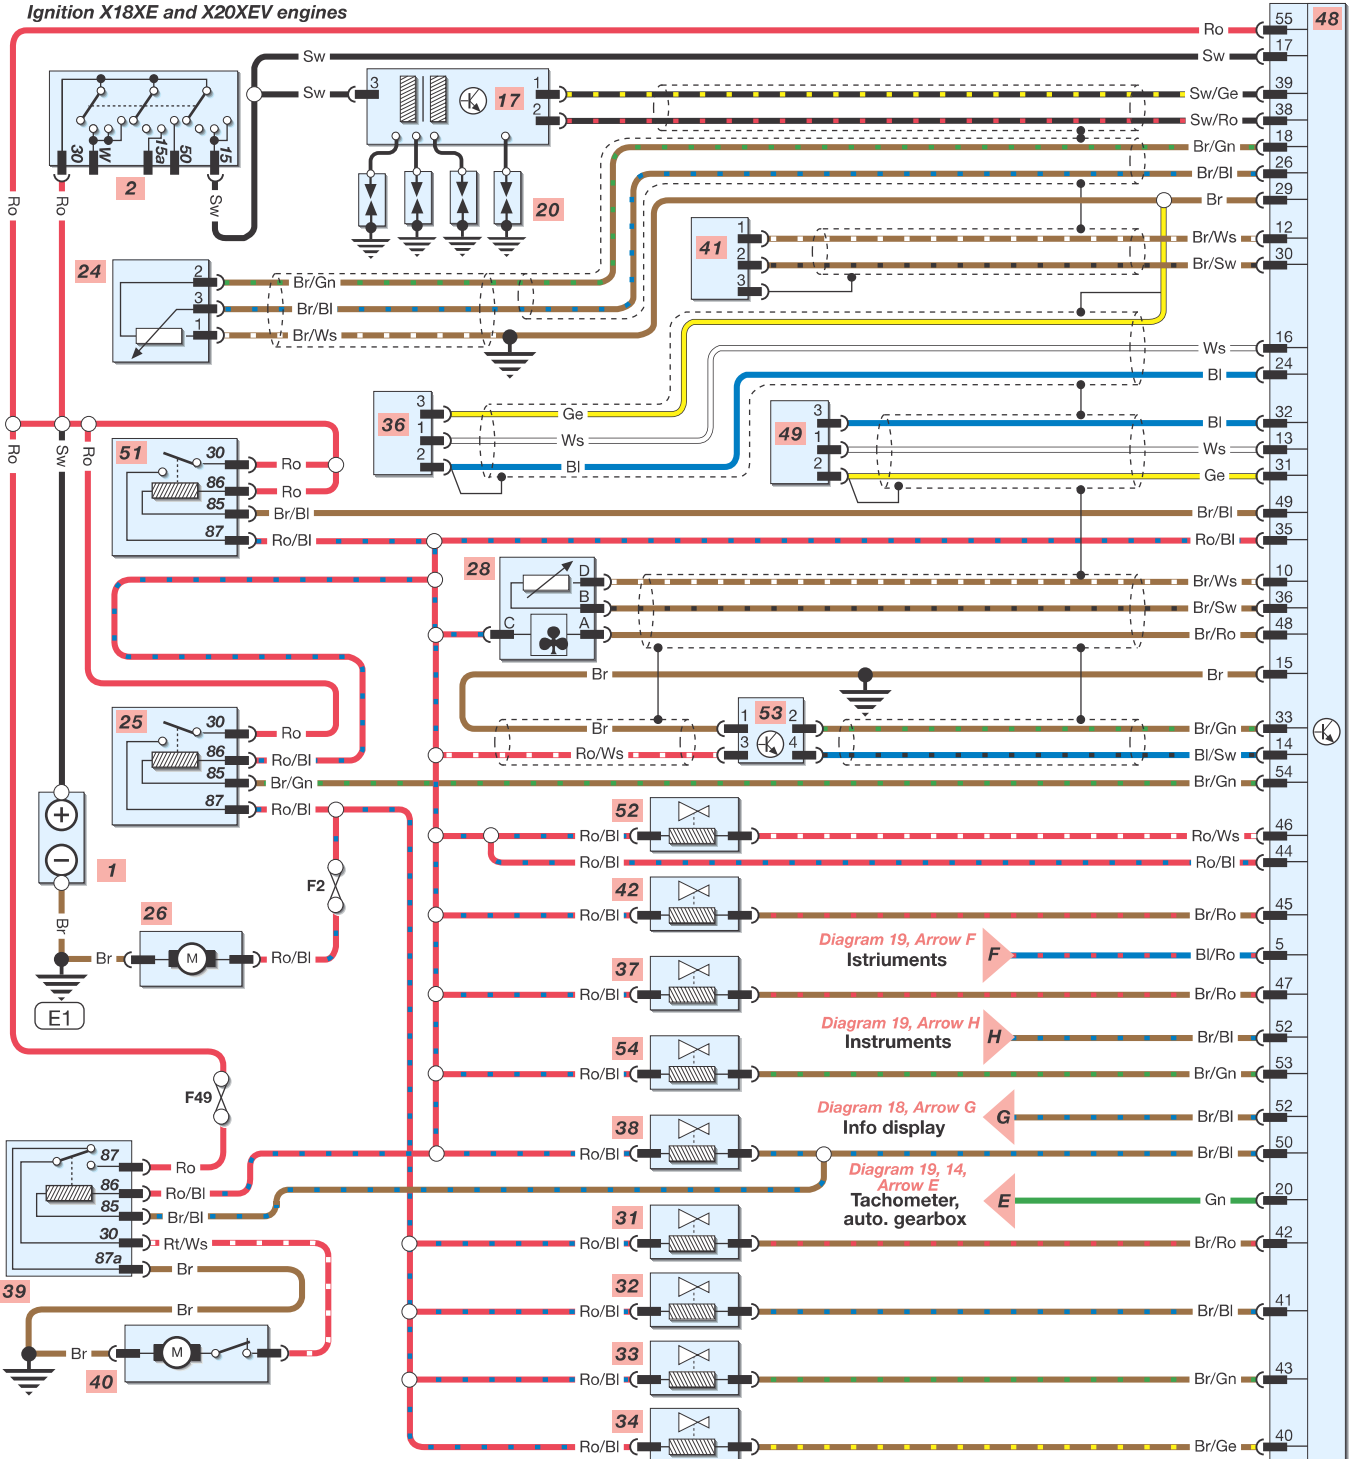 Ignition X18XE and X20XEV engines
Ro 55 48
Sw Sw 17
Sw 3 17 1 Sw/Ge 39
2 Sw/Ro 38
30 W 15a 50 15
2
Br/Gn 18
Br/Bl 26
Br 29
Ro Ro Sw
20
41 1 Br/Ws 12
2 Br/Sw 30
3
24 2 Br/Gn
3 Br/Bl
1 Br/Ws
Ws 16
Bl 24
36 3 Ge
1 Ws
2 Bl
49 3 Bl 32
1 Ws 13
2 Ge 31
Ro Sw Ro
51 30 Ro
86 Ro
85 Br/Bl Br/Bl 49
87 Ro/Bl Ro/Bl 35
28 D Br/Ws 10
B Br/Sw 36
C A Br/Ro 48
Br Br 15
25 30 Ro
86 Ro/Bl
85 Br/Gn Br/Gn 54
87 Ro/Bl
53
Br 1 2 Br/Gn 33
Ro/Ws 3 4 Bl/Sw 14
52 Ro/Bl Ro/Ws 46
Ro/Bl Ro/Bl 44
+
−
1
F2
Br
26
Br M Ro/Bl
E1
42 Ro/Bl Br/Ro 45
Diagram 19, Arrow F
Istriuments
F Bl/Ro 5
37 Ro/Bl Br/Ro 47
Diagram 19, Arrow H
Instruments
H Br/Bl 52
54 Ro/Bl Br/Gn 53
F49
Diagram 18, Arrow G
Info display
G Br/Bl 52
38 Ro/Bl Br/Bl 50
Diagram 19, 14,
Arrow E
Tachometer,
auto. gearbox
E Gn 20
87 Ro
86 Ro/Bl
85 Br/Bl
30 Rt/Ws
87a Br
39
Br
Br M
40
31 Ro/Bl Br/Ro 42
32 Ro/Bl Br/Bl 41
33 Ro/Bl Br/Gn 43
34 Ro/Bl Br/Ge 40